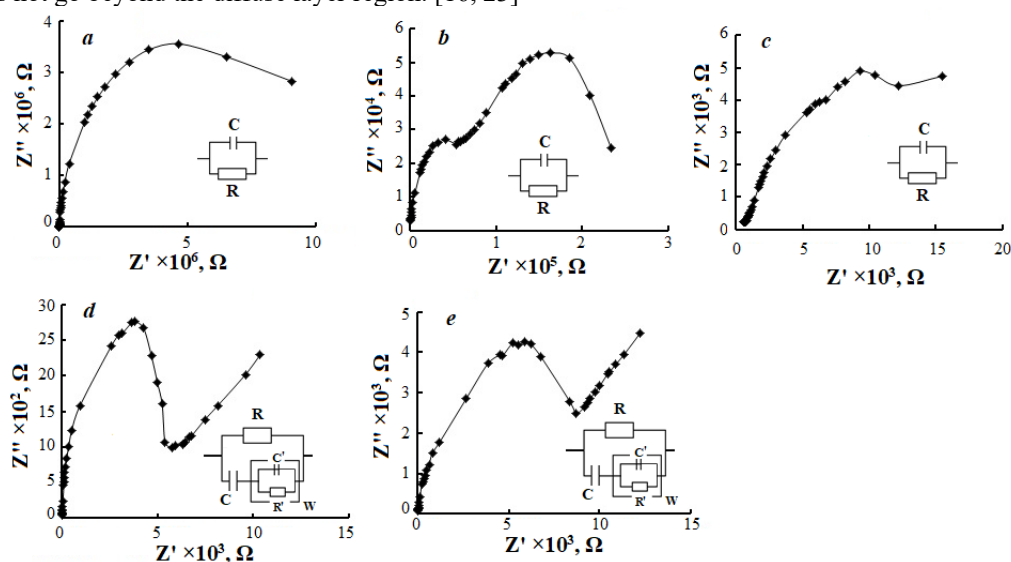 not go beyond the diffuse layer region.
a
Z'' ×10⁶, Ω
4
3
2
1
0
C
R
0 5 10
Z' ×10⁶, Ω
b
Z'' ×10⁴, Ω
6
5
4
3
2
1
0
C
R
0 1 2 3
Z' ×10⁵, Ω
c
Z'' ×10³, Ω
6
5
4
3
2
1
0
C
R
0 5 10 15 20
Z' ×10³, Ω
d
Z'' ×10², Ω
30
25
20
15
10
5
0
R
C'
C
R'
W
0 5 10 15
Z' ×10³, Ω
e
Z'' ×10³, Ω
5
4
3
2
1
0
R
C'
C
R'
W
0 5 10 15
Z' ×10³, Ω